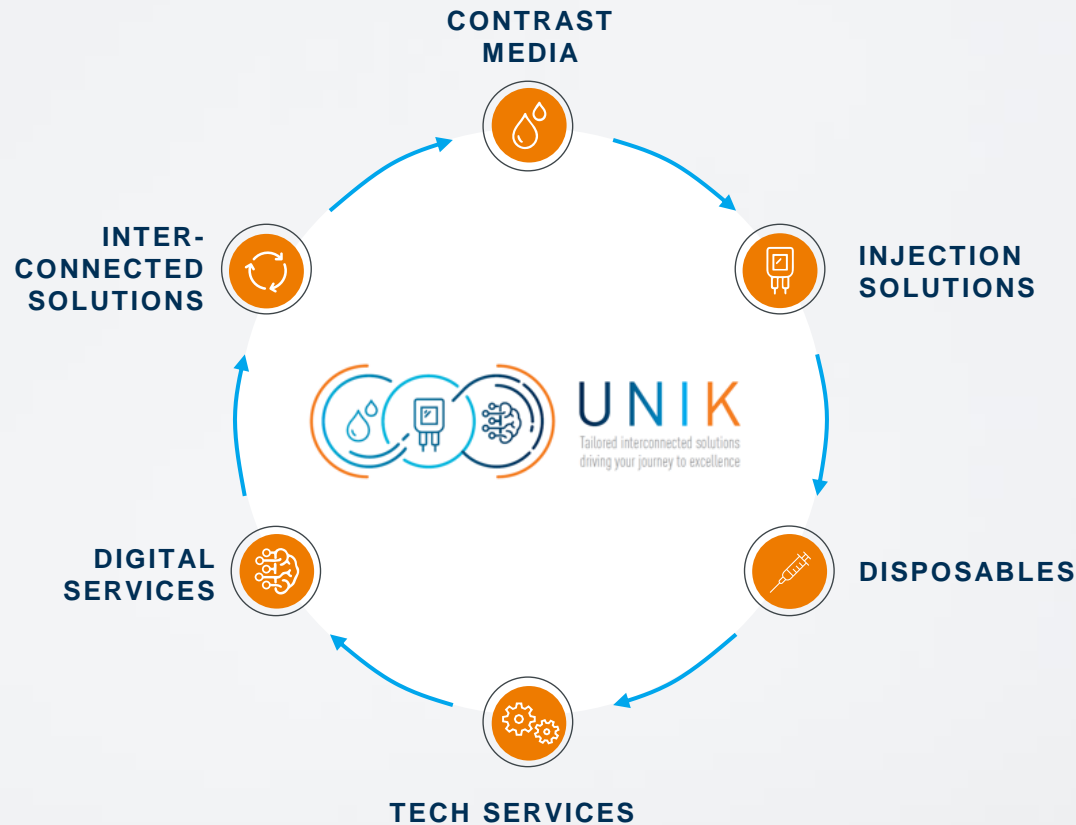 CONTRAST
MEDIA
INTER-
CONNECTED
SOLUTIONS
INJECTION
SOLUTIONS
UNIK
Tailored interconnected solutions
driving your journey to excellence
DIGITAL
SERVICES
DISPOSABLES
TECH SERVICES